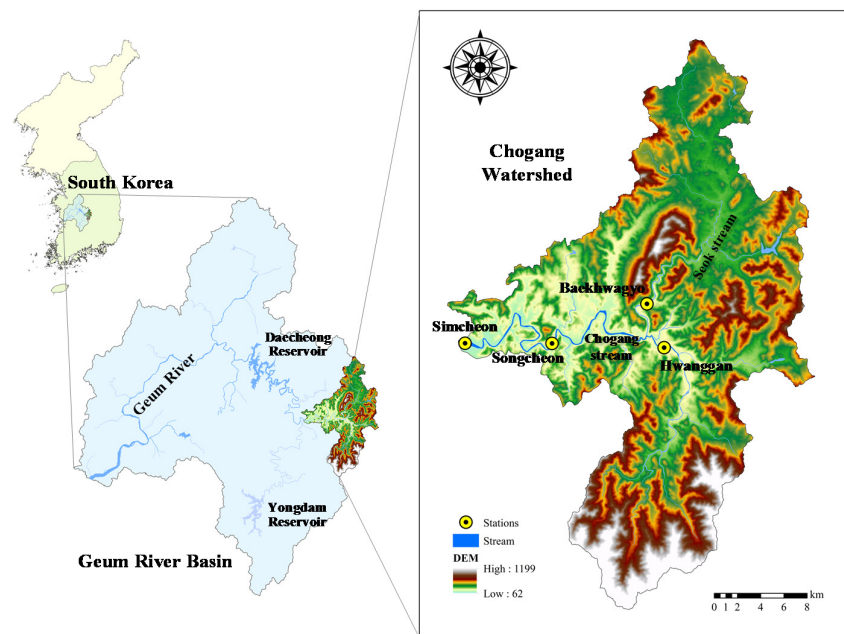 South Korea
Daecheong
Reservoir
Geum River
Yongdam
Reservoir
Geum River Basin
Chogang
Watershed
Seok stream
Baekhwagyo
Simcheon
Songcheon
Chogang
stream
Hwanggan
Stations
Stream
DEM
High : 1199
Low : 62
0 1 2 4 6 8 km